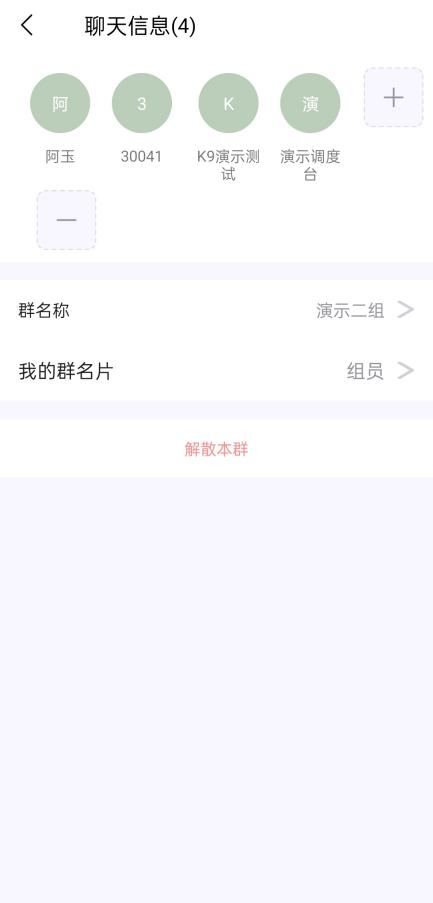 聊天信息(4)
阿
3
K
演
阿玉
30041
K9演示测
试
演示调度
台
群名称
演示二组
我的群名片
组员
解散本群